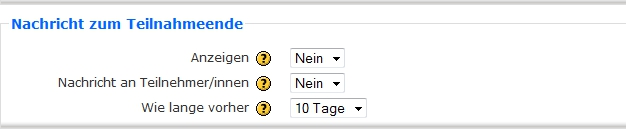 Nachricht zum Teilnahmeende
Anzeigen ? Nein
Nachricht an Teilnehmer/innen ? Nein
Wie lange vorher ? 10 Tage